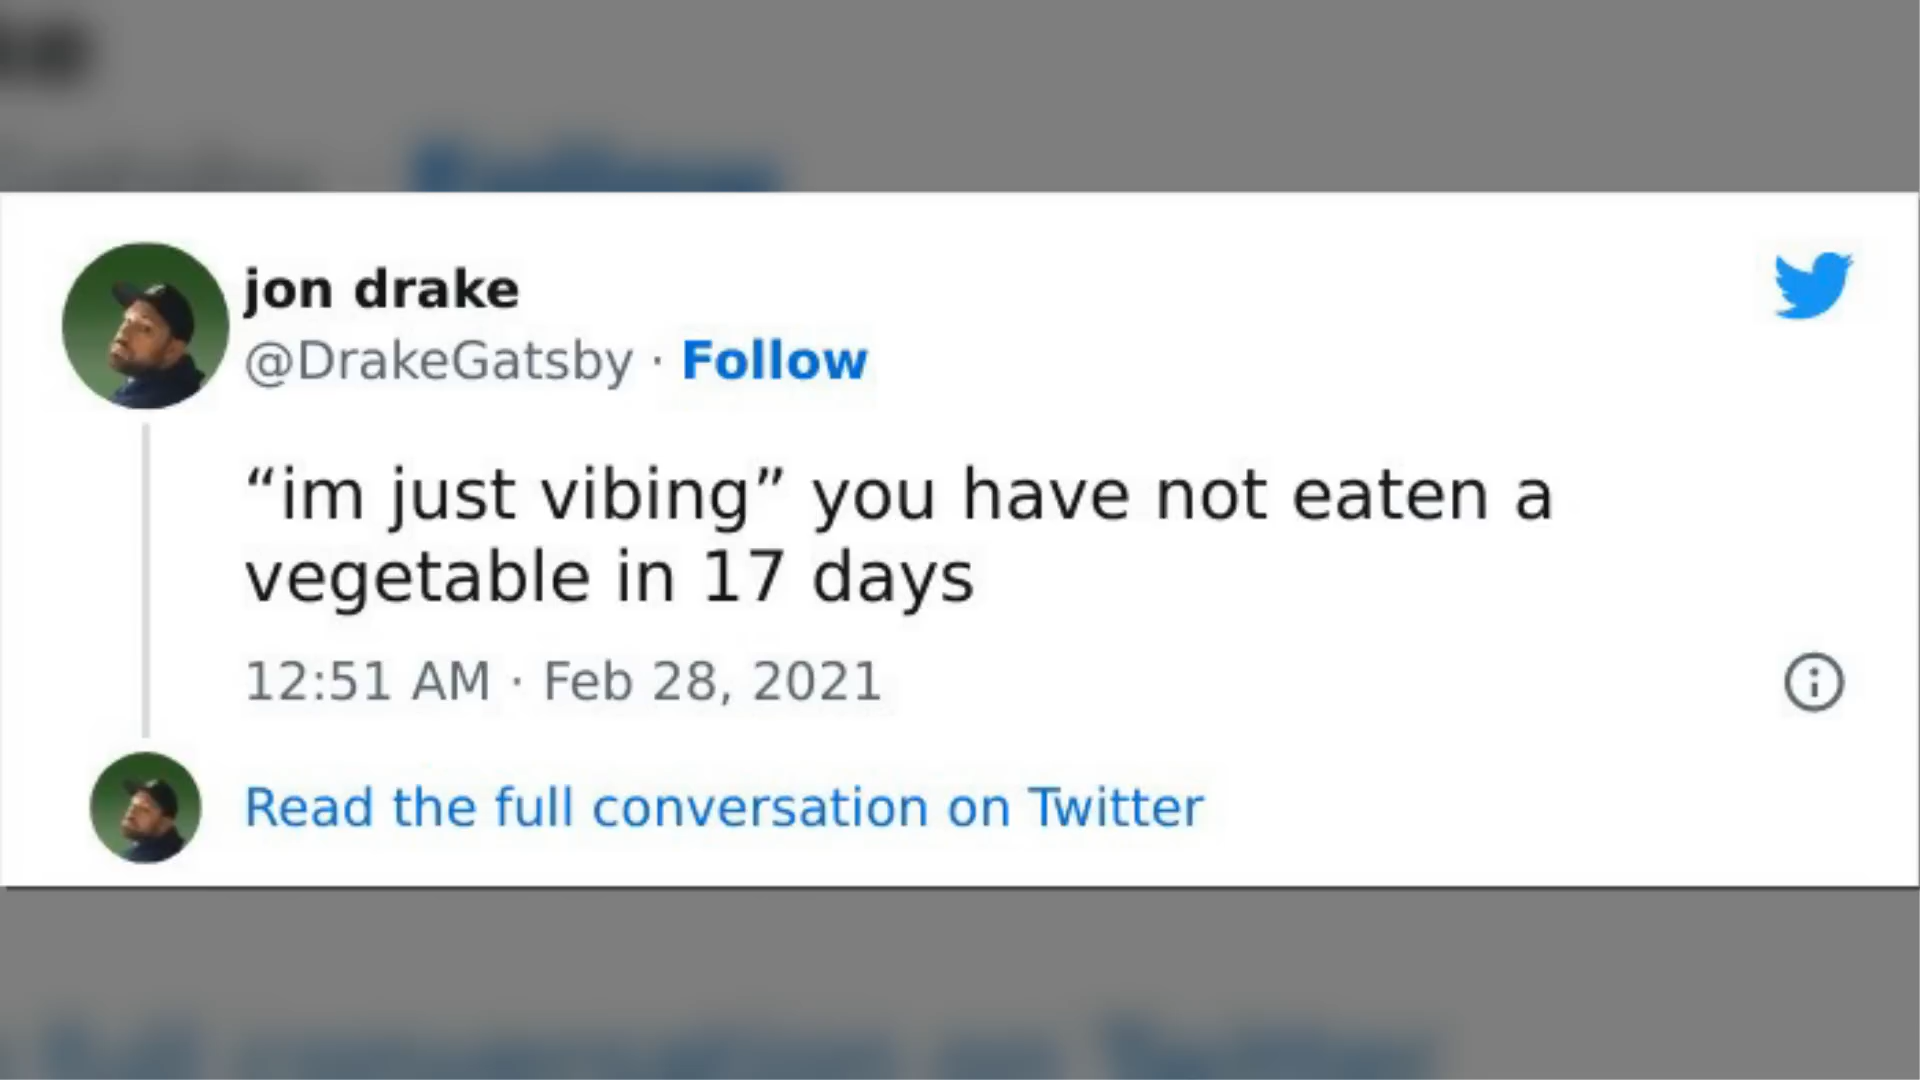 jon drake
@DrakeGatsby · Follow
“im just vibing” you have not eaten a
vegetable in 17 days
12:51 AM · Feb 28, 2021
Read the full conversation on Twitter